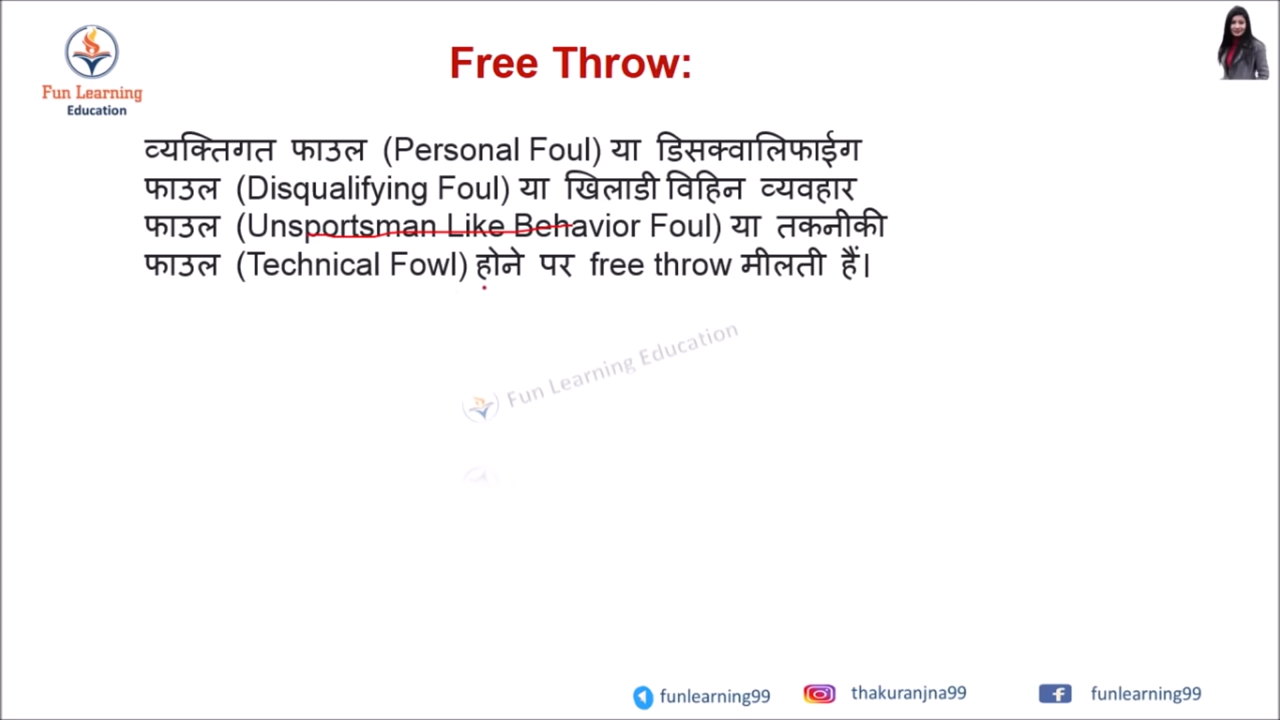 Free Throw:
Fun Learning
Education
व्यक्तिगत फाउल (Personal Foul) या डिसक्वालिफाईग
फाउल (Disqualifying Foul) या खिलाडी विहिन व्यवहार
फाउल (Unsportsman Like Behavior Foul) या तकनीकी
फाउल (Technical Fowl) होने पर free throw मीलती हैं।
Fun Learning Education
funlearning99 thakuranjna99 funlearning99